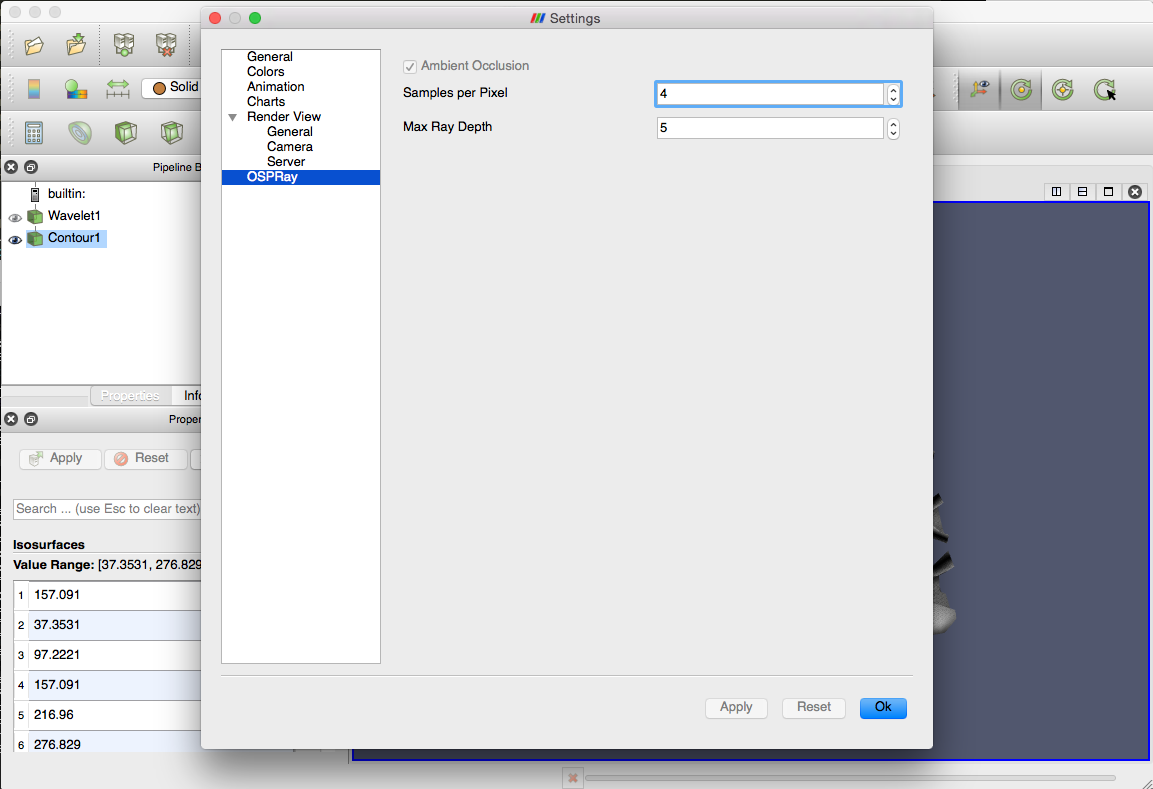 Settings
General
Colors
Animation
Charts
Render View
General
Camera
Server
OSPRay
Ambient Occlusion
Samples per Pixel
4
Max Ray Depth
5
Apply
Reset
Ok
Solid
Pipeline B
builtin:
Wavelet1
Contour1
Properties
Info
Proper
Apply
Reset
Search ... (use Esc to clear text)
Isosurfaces
Value Range: [37.3531, 276.829
1 157.091
2 37.3531
3 97.2221
4 157.091
5 216.96
6 276.829